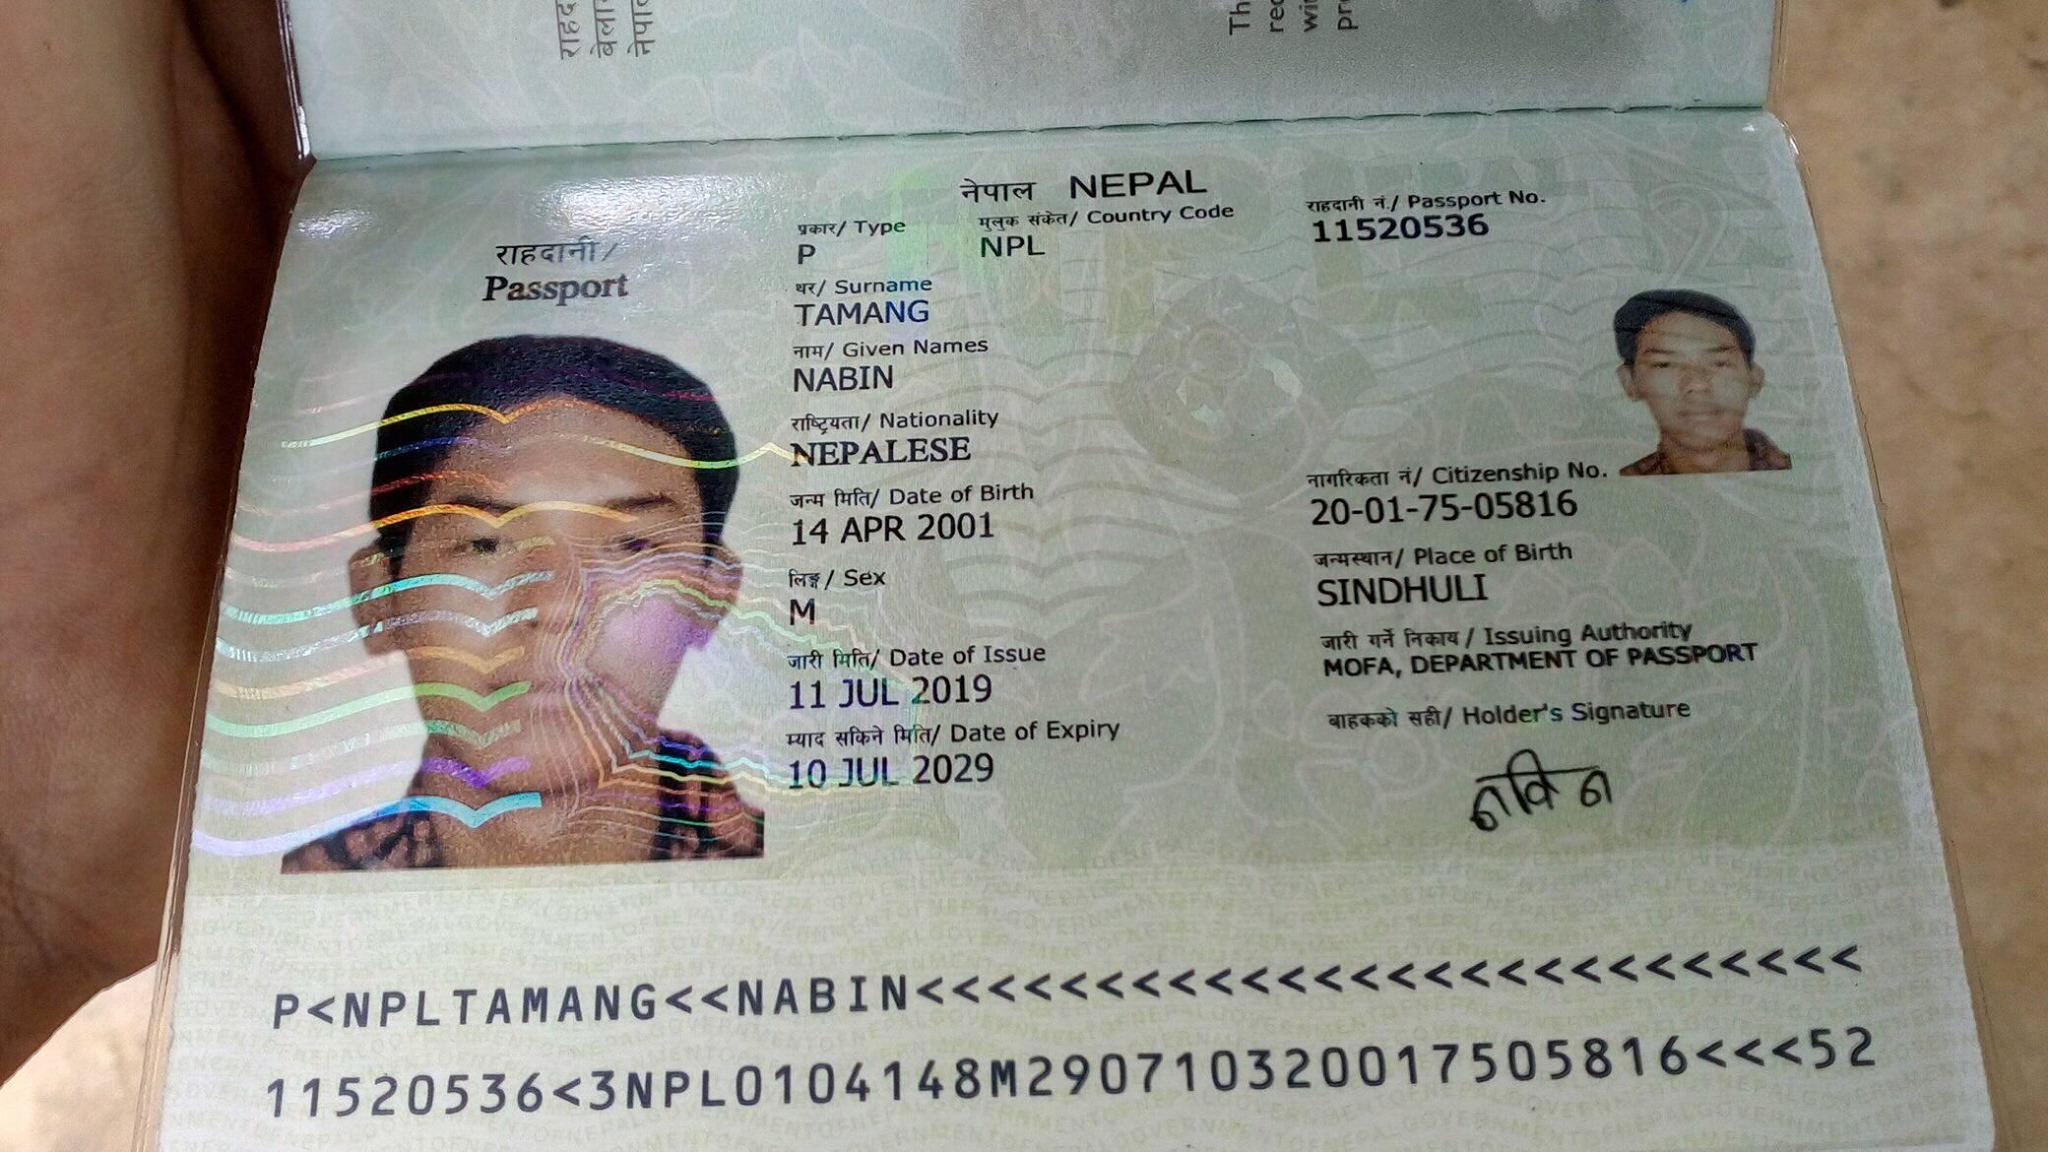 राहद
बेला
नेपाल
Th
rec
wi
pr
नेपाल NEPAL
राहदानी/
Passport
प्रकार/ Type
P
मुलुक संकेत/ Country Code
NPL
राहदानी नं./ Passport No.
11520536
थर/ Surname
TAMANG
नाम/ Given Names
NABIN
राष्ट्रियता/ Nationality
NEPALESE
जन्म मिति/ Date of Birth
14 APR 2001
नागरिकता नं/ Citizenship No.
20-01-75-05816
लिङ्ग/ Sex
M
जन्मस्थान/ Place of Birth
SINDHULI
जारी मिति/ Date of Issue
11 JUL 2019
जारी गर्ने निकाय / Issuing Authority
MOFA, DEPARTMENT OF PASSPORT
म्याद सकिने मिति/ Date of Expiry
10 JUL 2029
बाहकको सही/ Holder's Signature
नविन
P<NPLTAMANG<<NABIN<<<<<<<<<<<<<<<<<<<<<<<<<<
11520536<3NPL0104148M290710320017505816<<<52